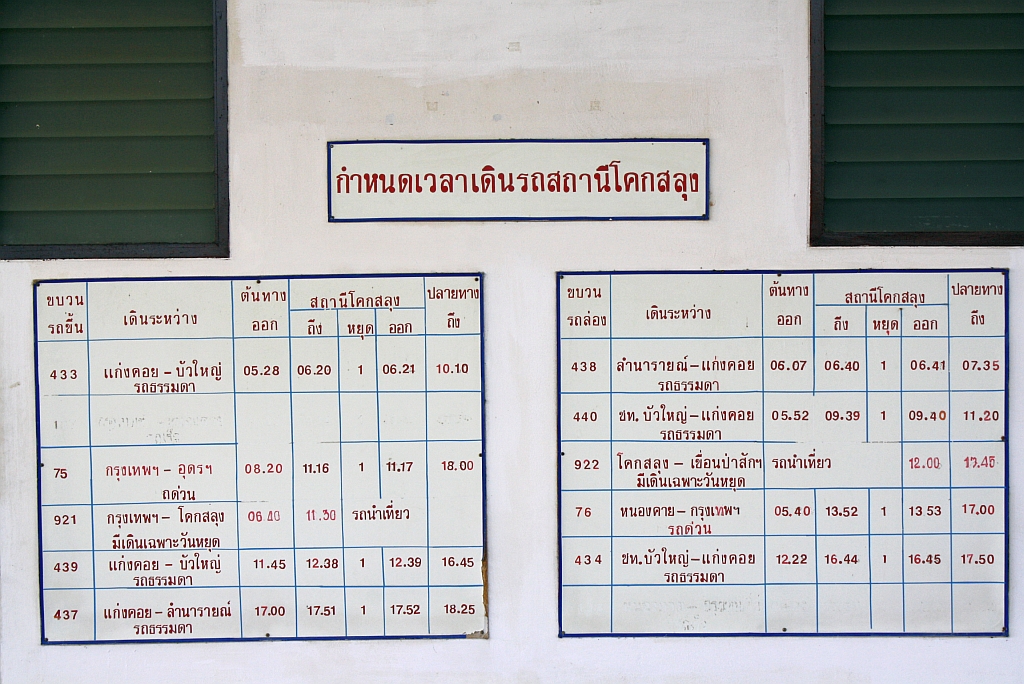 กำหนดเวลาเดินรถสถานีโคกสลุง
ขบวน รถขึ้น เดินระหว่าง ต้นทาง ออก สถานีโคกสลุง ถึง หยุด ออก ปลายทาง ถึง
433 แก่งคอย - บัวใหญ่ 05.28 06.20 1 06.21 10.10
รถธรรมดา
75 กรุงเทพฯ - อุดรฯ 08.20 11.16 1 11.17 18.00
ถด่วน
921 กรุงเทพฯ - โคกสลุง 06.40 11.30 รถนำเที่ยว
มีเดินเฉพาะวันหยุด
439 แก่งคอย - บัวใหญ่ 11.45 12.38 1 12.39 16.45
รถธรรมดา
437 แก่งคอย - ลำนารายณ์ 17.00 17.51 1 17.52 18.25
รถธรรมดา
ขบวน รถล่อง เดินระหว่าง ต้นทาง ออก สถานีโคกสลุง ถึง หยุด ออก ปลายทาง ถึง
438 ลำนารายณ์-แก่งคอย 06.07 06.40 1 06.41 07.35
รถธรรมดา
440 ชท.บัวใหญ่-แก่งคอย 05.52 09.39 1 09.40 11.20
รถธรรมดา
922 โคกสลุง - เขื่อนป่าสักฯ รถนำเที่ยว 12.00
มีเดินเฉพาะวันหยุด
76 หนองคาย-กรุงเทพฯ 05.40 13.52 1 13.53 17.00
รถด่วน
434 ชท.บัวใหญ่-แก่งคอย 12.22 16.44 1 16.45 17.50
รถธรรมดา